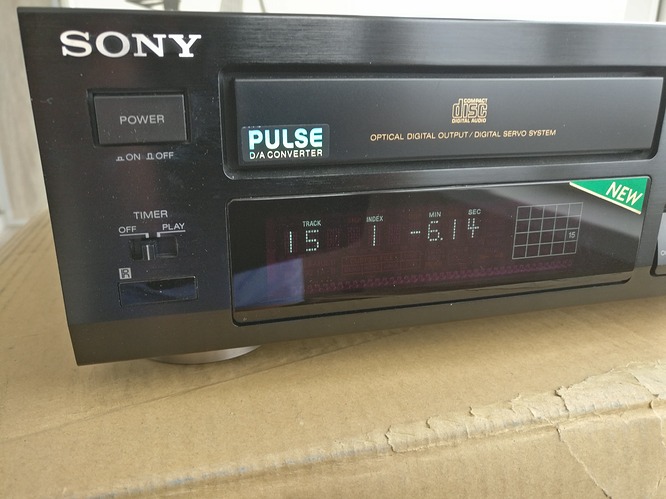 SONY
COMPACT
disc
DIGITAL AUDIO
POWER
PULSE
D/A CONVERTER
OPTICAL DIGITAL OUTPUT / DIGITAL SERVO SYSTEM
ON OFF
NEW
TIMER
OFF PLAY
TRACK INDEX MIN SEC
15 1 -6.14
15